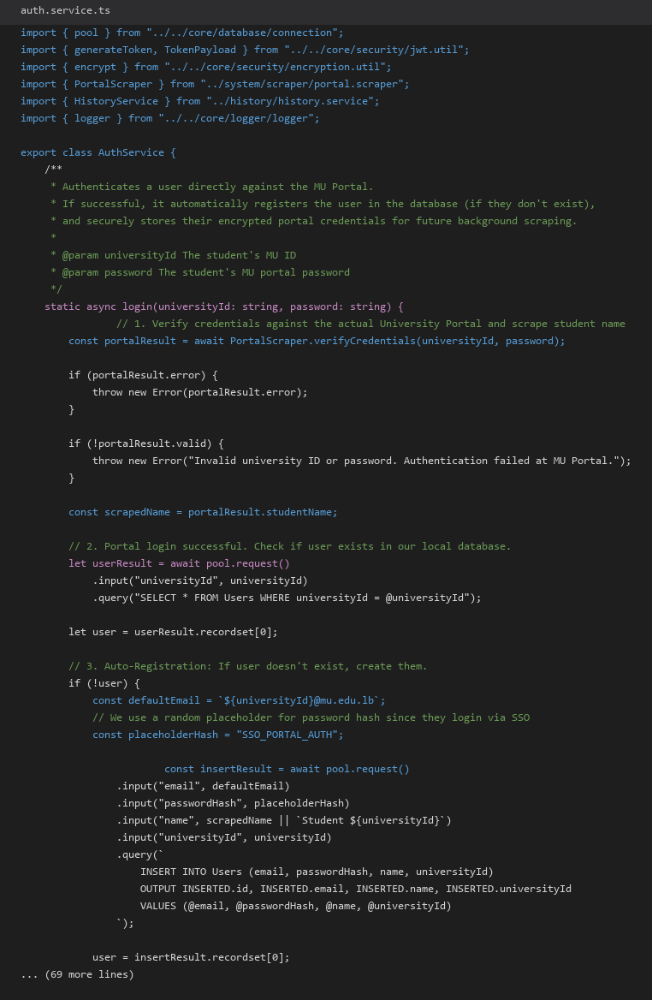 auth.service.ts
import { pool } from "../../core/database/connection";
import { generateToken, TokenPayload } from "../../core/security/jwt.util";
import { encrypt } from "../../core/security/encryption.util";
import { PortalScraper } from "../system/scraper/portal.scraper";
import { HistoryService } from "../history/history.service";
import { logger } from "../../core/logger/logger";

export class AuthService {
    /**
     * Authenticates a user directly against the MU Portal.
     * If successful, it automatically registers the user in the database (if they don't exist),
     * and securely stores their encrypted portal credentials for future background scraping.
     *
     * @param universityId The student's MU ID
     * @param password The student's MU portal password
     */
    static async login(universityId: string, password: string) {
                // 1. Verify credentials against the actual University Portal and scrape student name
        const portalResult = await PortalScraper.verifyCredentials(universityId, password);

        if (portalResult.error) {
            throw new Error(portalResult.error);
        }

        if (!portalResult.valid) {
            throw new Error("Invalid university ID or password. Authentication failed at MU Portal.");
        }

        const scrapedName = portalResult.studentName;

        // 2. Portal login successful. Check if user exists in our local database.
        let userResult = await pool.request()
            .input("universityId", universityId)
            .query("SELECT * FROM Users WHERE universityId = @universityId");

        let user = userResult.recordset[0];

        // 3. Auto-Registration: If user doesn't exist, create them.
        if (!user) {
            const defaultEmail = `${universityId}@mu.edu.lb`;
            // We use a random placeholder for password hash since they login via SSO
            const placeholderHash = "SSO_PORTAL_AUTH";

                        const insertResult = await pool.request()
                .input("email", defaultEmail)
                .input("passwordHash", placeholderHash)
                .input("name", scrapedName || `Student ${universityId}`)
                .input("universityId", universityId)
                .query(`
                    INSERT INTO Users (email, passwordHash, name, universityId)
                    OUTPUT INSERTED.id, INSERTED.email, INSERTED.name, INSERTED.universityId
                    VALUES (@email, @passwordHash, @name, @universityId)
                `);

            user = insertResult.recordset[0];
... (69 more lines)